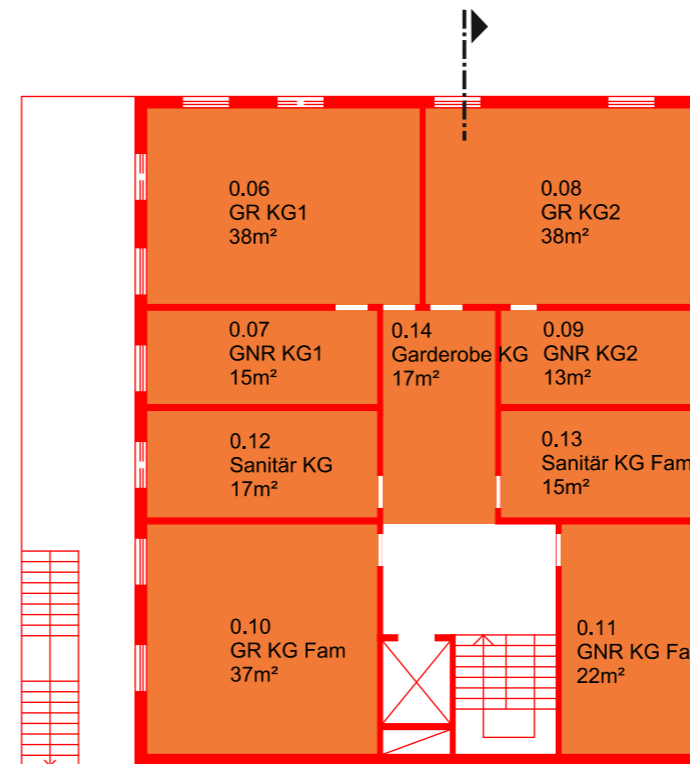 0.06
GR KG1
38m²
0.08
GR KG2
38m²
0.07
GNR KG1
15m²
0.14
Garderobe KG
17m²
0.09
GNR KG2
13m²
0.12
Sanitär KG
17m²
0.13
Sanitär KG Fam
15m²
0.10
GR KG Fam
37m²
0.11
GNR KG Fa
22m²